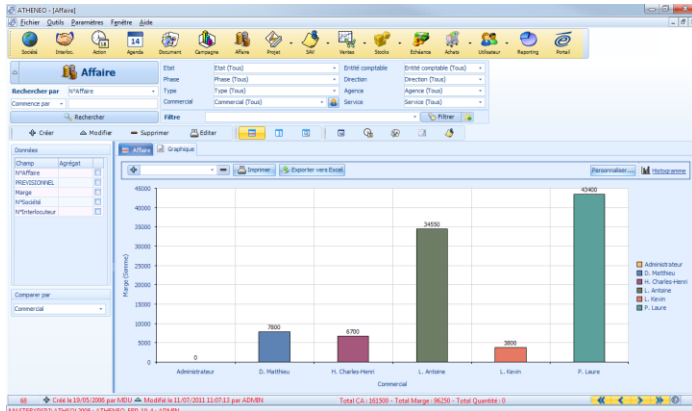 ATHENEO - [Affaire]
Fichier Outils Paramètres Fenêtre Aide
Société Interloc. Action Agenda Document Campagne Affaire Projet SAV Ventes Stocks Echéance Achats Utilisateur Reporting Portail
Affaire
Rechercher par N°Affaire
Commence par
Rechercher
Etat Etat (Tous) Entité comptable Entité comptable (Tous)
Phase Phase (Tous) Direction Direction (Tous)
Type Type (Tous) Agence Agence (Tous)
Commercial Commercial (Tous) Service Service (Tous)
Filtre Filtrer
Créer Modifier Supprimer Editer
Données
Champ Agrégat
N°Affaire
PREVISIONNEL
Marge
N°Société
N°Interlocuteur
Comparer par
Commercial
Affaire Graphique
Imprimer Exporter vers Excel Personnaliser... Histogramme
45000
40000
35000
30000
25000
20000
15000
10000
5000
0
Marge (Somme)
0 7800 6700 34550 3800 43400
Administrateur D. Matthieu H. Charles-Henri L. Antoine L. Kevin P. Laure
Commercial
Administrateur
D. Matthieu
H. Charles-Henri
L. Antoine
L. Kevin
P. Laure
68 Créé le 19/05/2006 par MDU Modifié le 11/07/2011 11:07:13 par ADMIN Total CA : 161500 - Total Marge : 96250 - Total Quantité : 0